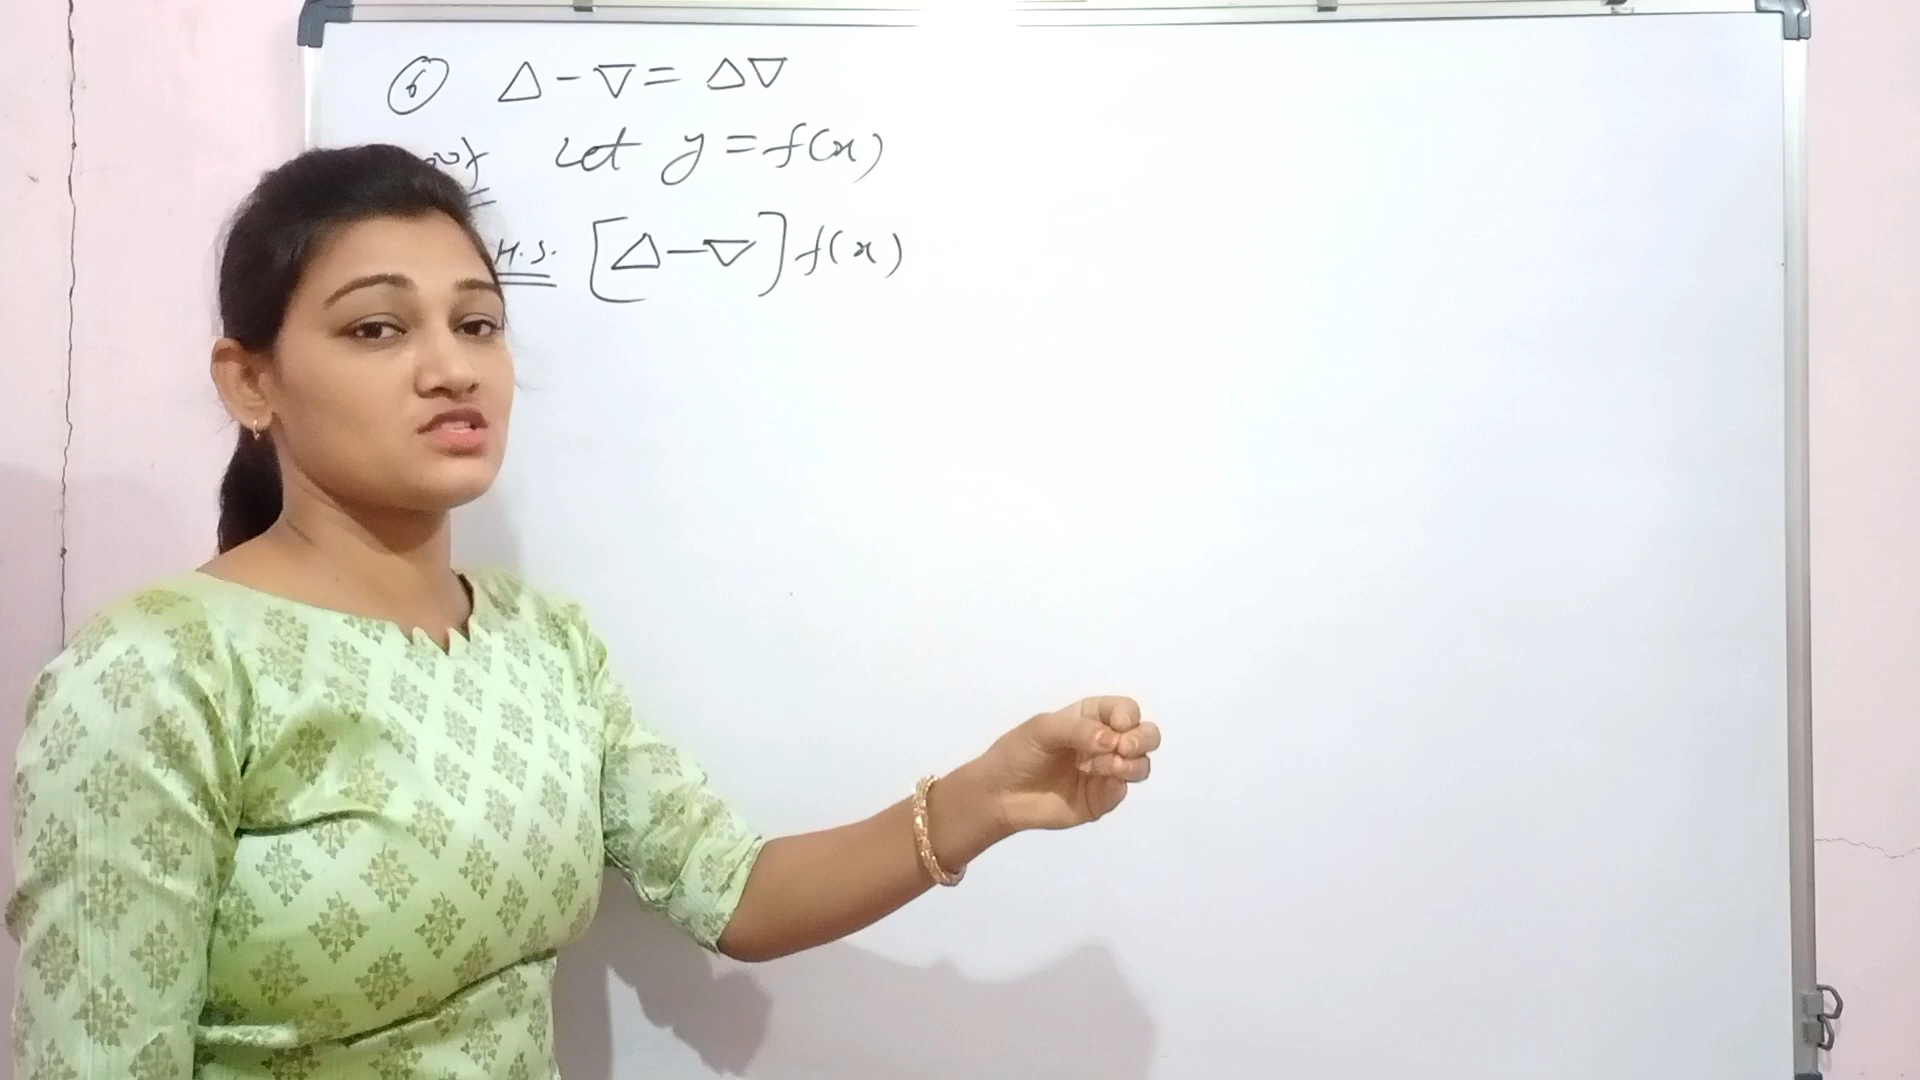 ⑥ Δ - ∇ = Δ∇
Let y = f(x)
H.S. [Δ - ∇] f(x)